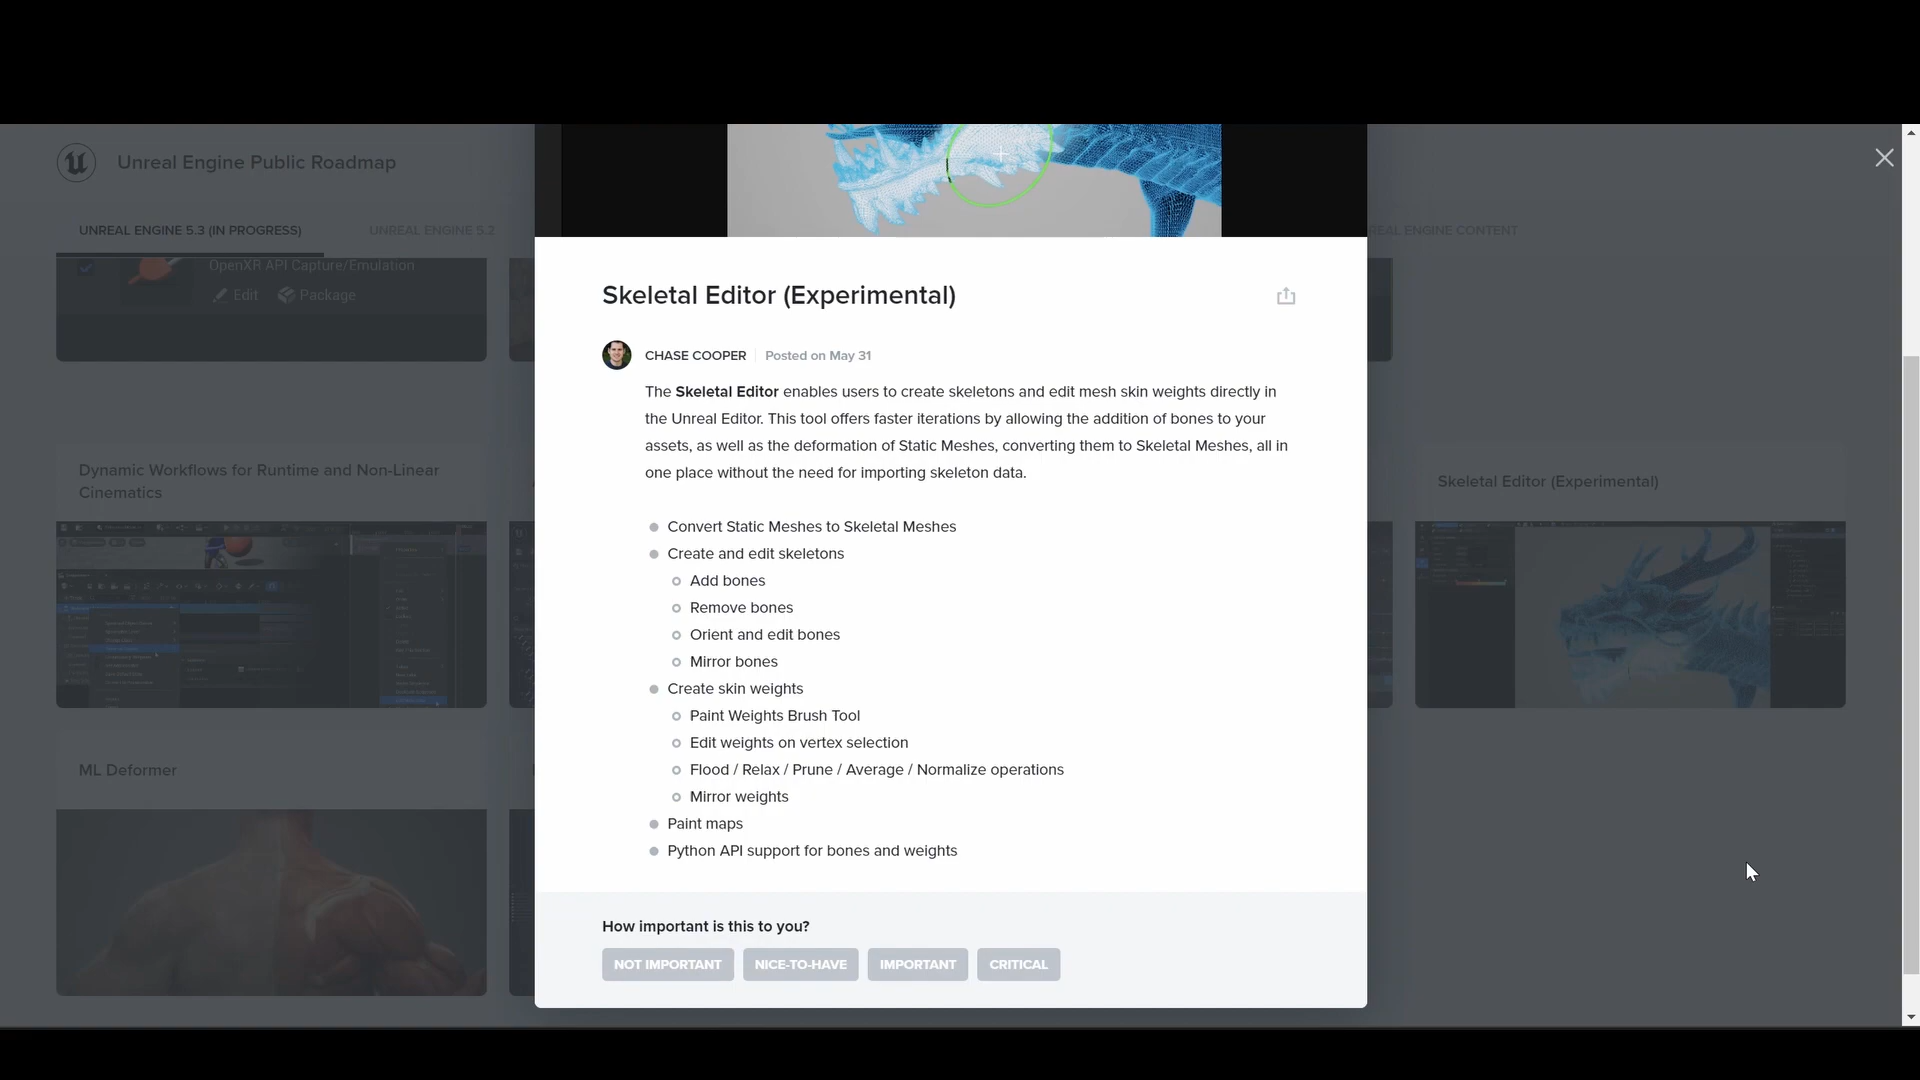 Unreal Engine Public Roadmap
UNREAL ENGINE 5.3 (IN PROGRESS)
UNREAL ENGINE 5.2
REAL ENGINE CONTENT
OpenXR API Capture/Emulation
Edit
Package
Skeletal Editor (Experimental)
CHASE COOPER
Posted on May 31
The Skeletal Editor enables users to create skeletons and edit mesh skin weights directly in
the Unreal Editor. This tool offers faster iterations by allowing the addition of bones to your
assets, as well as the deformation of Static Meshes, converting them to Skeletal Meshes, all in
one place without the need for importing skeleton data.
Convert Static Meshes to Skeletal Meshes
Create and edit skeletons
Add bones
Remove bones
Orient and edit bones
Mirror bones
Create skin weights
Paint Weights Brush Tool
Edit weights on vertex selection
Flood / Relax / Prune / Average / Normalize operations
Mirror weights
Paint maps
Python API support for bones and weights
How important is this to you?
NOT IMPORTANT
NICE-TO-HAVE
IMPORTANT
CRITICAL
Dynamic Workflows for Runtime and Non-Linear
Cinematics
Skeletal Editor (Experimental)
ML Deformer